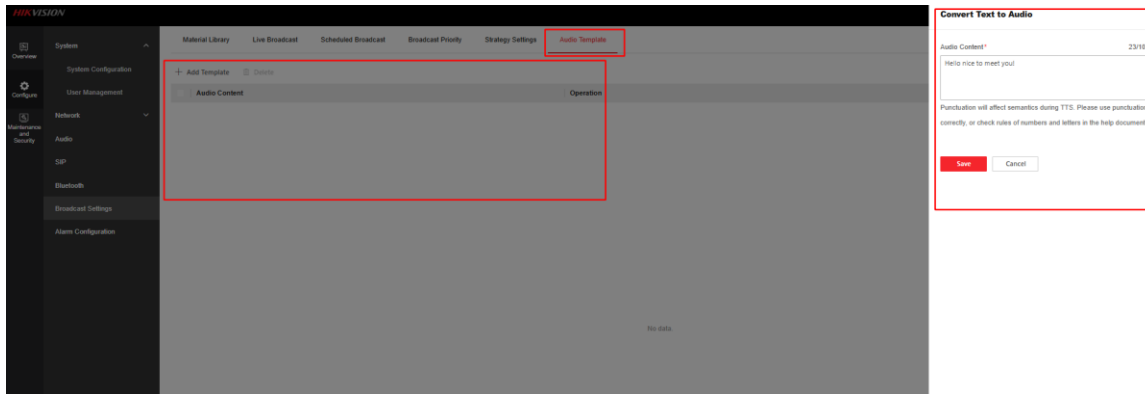 HIKVISION
Overview
Configure
Maintenance
and
Security
System
System Configuration
User Management
Network
Audio
SIP
Bluetooth
Broadcast Settings
Alarm Configuration
Material Library
Live Broadcast
Scheduled Broadcast
Broadcast Priority
Strategy Settings
Audio Template
Add Template
Delete
Audio Content
Operation
No data
Convert Text to Audio
Audio Content*
23/10
Hello nice to meet you!
Punctuation will affect semantics during TTS. Please use punctuation
correctly, or check rules of numbers and letters in the help document
Save
Cancel